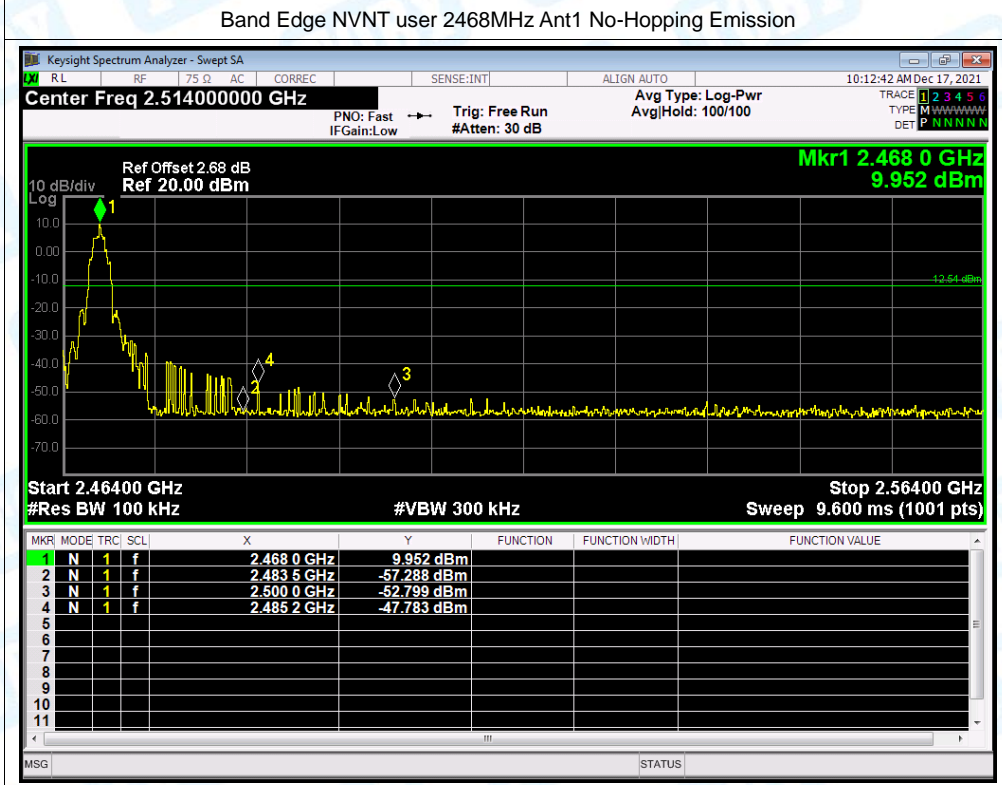 Band Edge NVNT user 2468MHz Ant1 No-Hopping Emission
Keysight Spectrum Analyzer - Swept SA
LXI RL RF 75 Ω AC CORREC SENSE:INT ALIGN AUTO 10:12:42 AM Dec 17, 2021
Center Freq 2.514000000 GHz Avg Type: Log-Pwr TRACE 1 2 3 4 5 6
PNO: Fast Trig: Free Run Avg|Hold: 100/100 TYPE M WWWWW
IFGain:Low #Atten: 30 dB DET P N N N N N
Mkr1 2.468 0 GHz
Ref Offset 2.68 dB
10 dB/div Ref 20.00 dBm 9.952 dBm
Log
1
10.0
0.00
-10.0
-12.54 dBm
-20.0
-30.0
-40.0
4
3
-50.0
2
-60.0
-70.0
Start 2.46400 GHz Stop 2.56400 GHz
#Res BW 100 kHz #VBW 300 kHz Sweep 9.600 ms (1001 pts)
MKR MODE TRC SCL X Y FUNCTION FUNCTION WIDTH FUNCTION VALUE
1 N 1 f 2.468 0 GHz 9.952 dBm
2 N 1 f 2.483 5 GHz -57.288 dBm
3 N 1 f 2.500 0 GHz -52.799 dBm
4 N 1 f 2.485 2 GHz -47.783 dBm
5
6
7
8
9
10
11
MSG STATUS